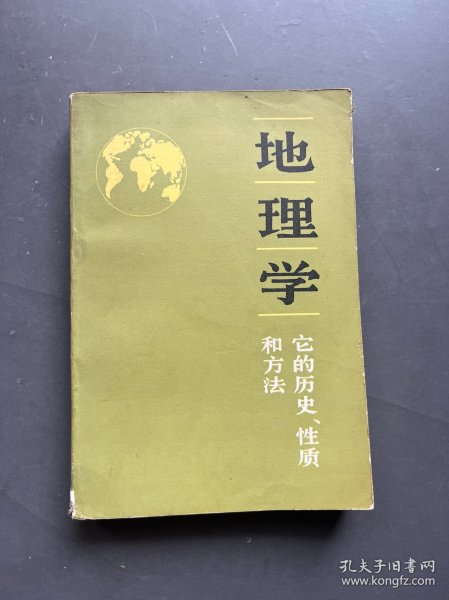 地理学
它的历史、性质
和方法
孔夫子旧书网
www.kongfz.com